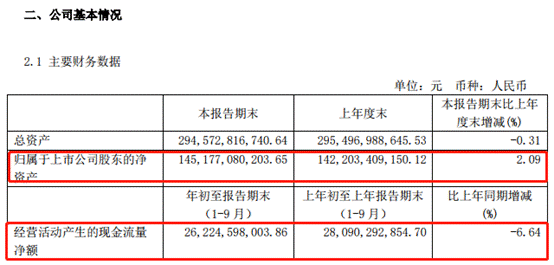 二、公司基本情况
2.1 主要财务数据
单位：元 币种：人民币
本报告期末 上年度末 本报告期末比上年
度末增减(%)
总资产 294,572,816,740.64 295,496,988,645.53 -0.31
归属于上市公司股东的净 145,177,080,203.65 142,203,409,150.12 2.09
资产
年初至报告期末 上年初至上年报告期末 比上年同期增减
(1-9月) (1-9月) (%)
经营活动产生的现金流量 26,224,598,003.86 28,090,292,854.70 -6.64
净额